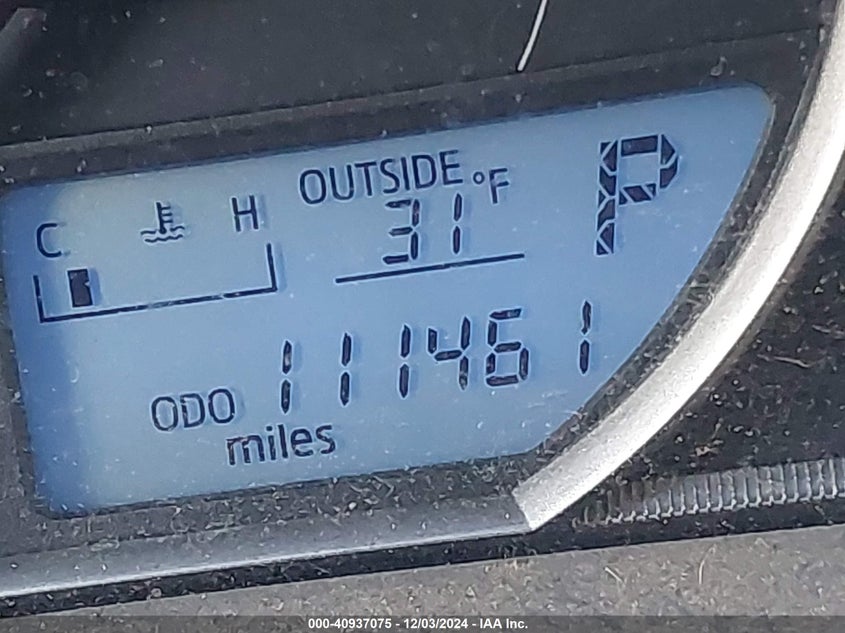 OUTSIDE °F
C H 31 P
ODO 111461
miles
000-40937075 - 12/03/2024 - IAA Inc.